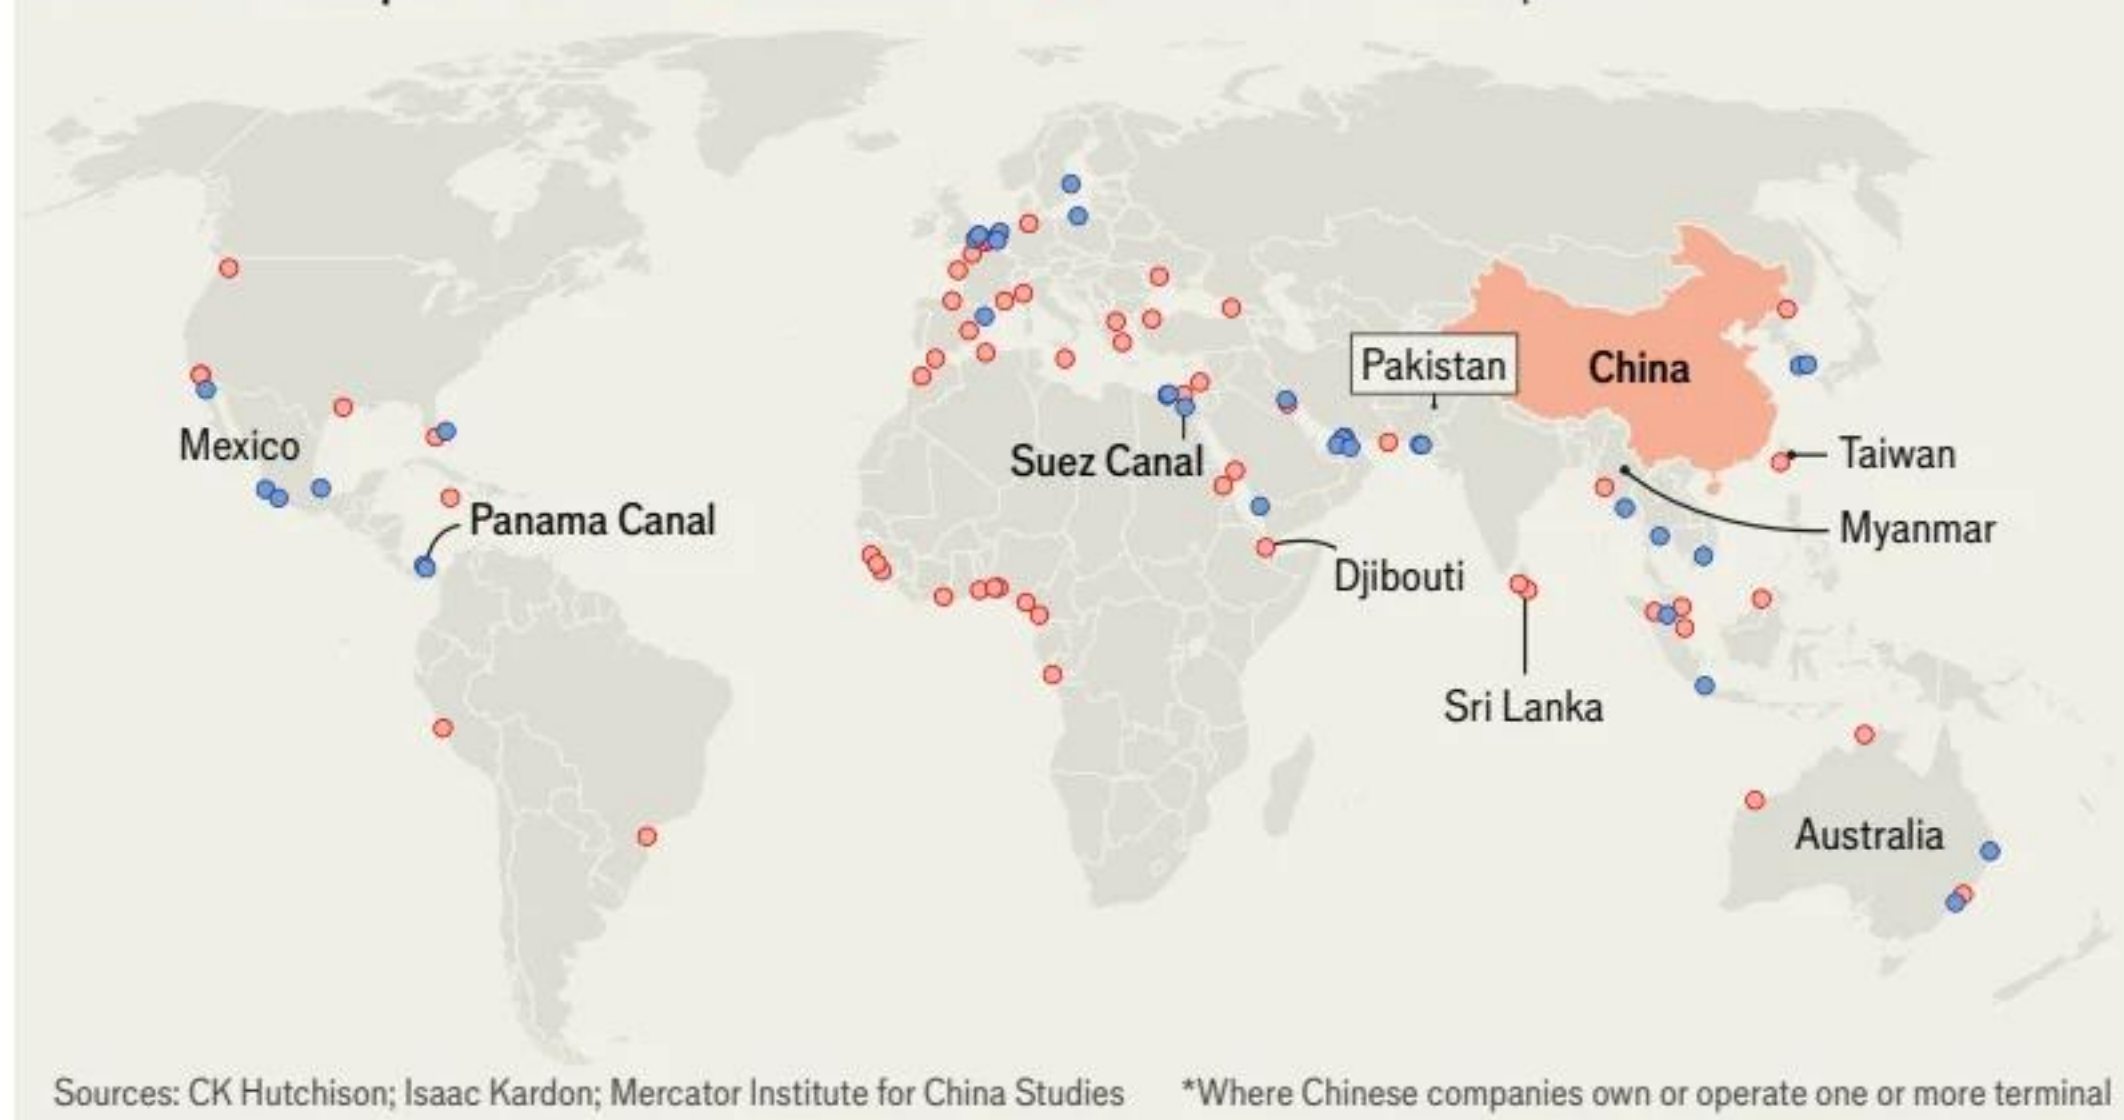 Pakistan
China
Mexico
Suez Canal
Taiwan
Panama Canal
Myanmar
Djibouti
Sri Lanka
Australia
Sources: CK Hutchison; Isaac Kardon; Mercator Institute for China Studies
*Where Chinese companies own or operate one or more terminal